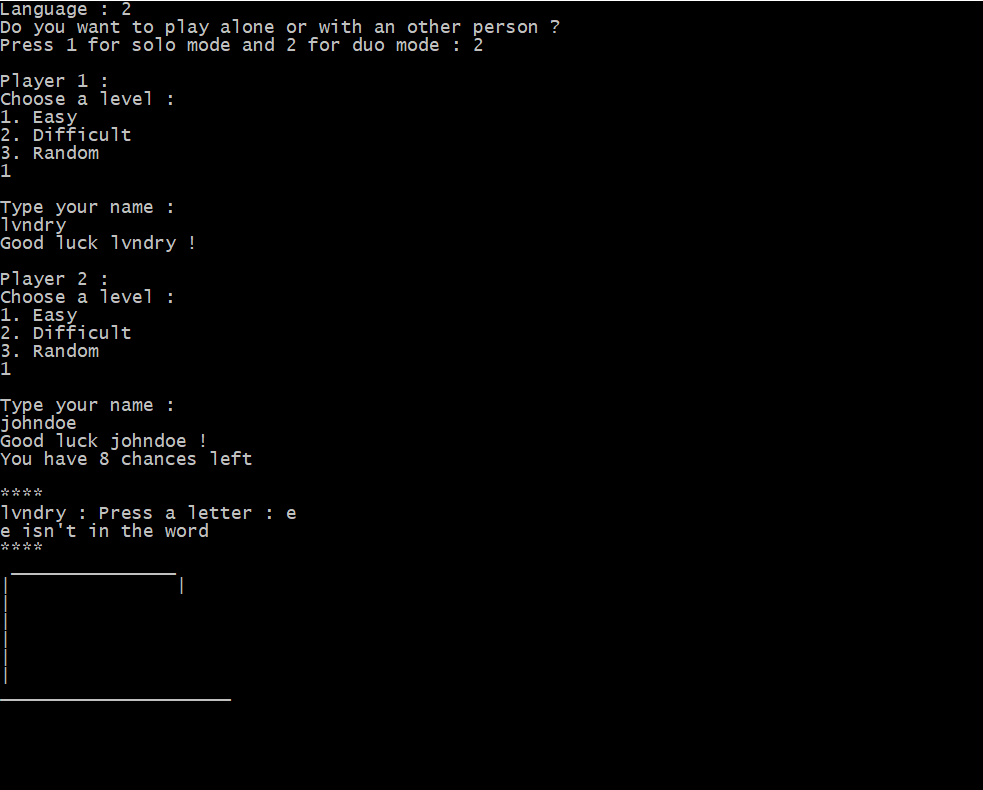 Language : 2
Do you want to play alone or with an other person ?
Press 1 for solo mode and 2 for duo mode : 2
Player 1 :
Choose a level :
1. Easy
2. Difficult
3. Random
1
Type your name :
lvndry
Good luck lvndry !
Player 2 :
Choose a level :
1. Easy
2. Difficult
3. Random
1
Type your name :
johndoe
Good luck johndoe !
You have 8 chances left
****
lvndry : Press a letter : e
e isn't in the word
****